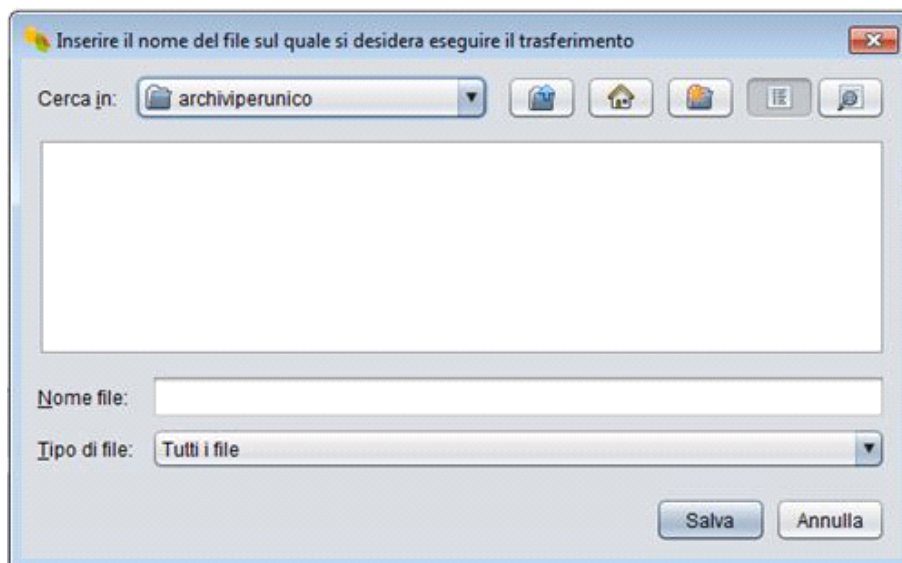 Inserire il nome del file sul quale si desidera eseguire il trasferimento
Cerca in: archiviperunico
Nome file:
Tipo di file: Tutti i file
Salva Annulla